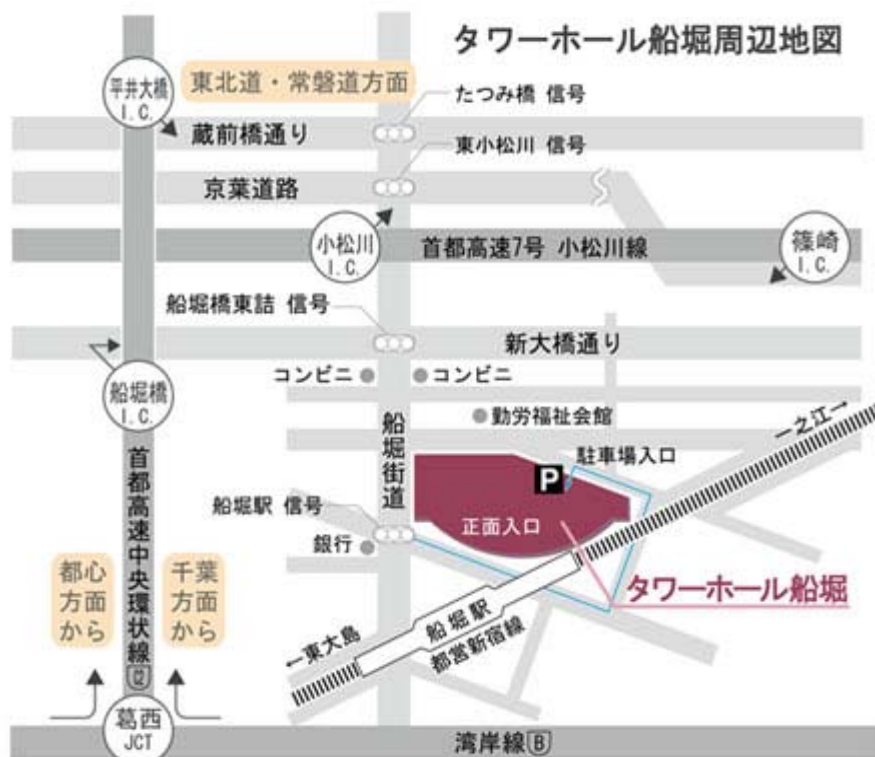 タワーホール船堀周辺地図
平井大橋
I.C.
東北道・常磐道方面
たつみ橋 信号
蔵前橋通り
東小松川 信号
京葉道路
小松川
I.C.
首都高速7号 小松川線
篠崎
I.C.
船堀橋東詰 信号
新大橋通り
コンビニ
コンビニ
船堀橋
I.C.
勤労福祉会館
一之江→
船堀街道
駐車場入口
P
首都高速中央環状線
C2
船堀駅 信号
正面入口
銀行
都心
方面
から
千葉
方面
から
タワーホール船堀
船堀駅
都営新宿線
←東大島
葛西
JCT
湾岸線
B